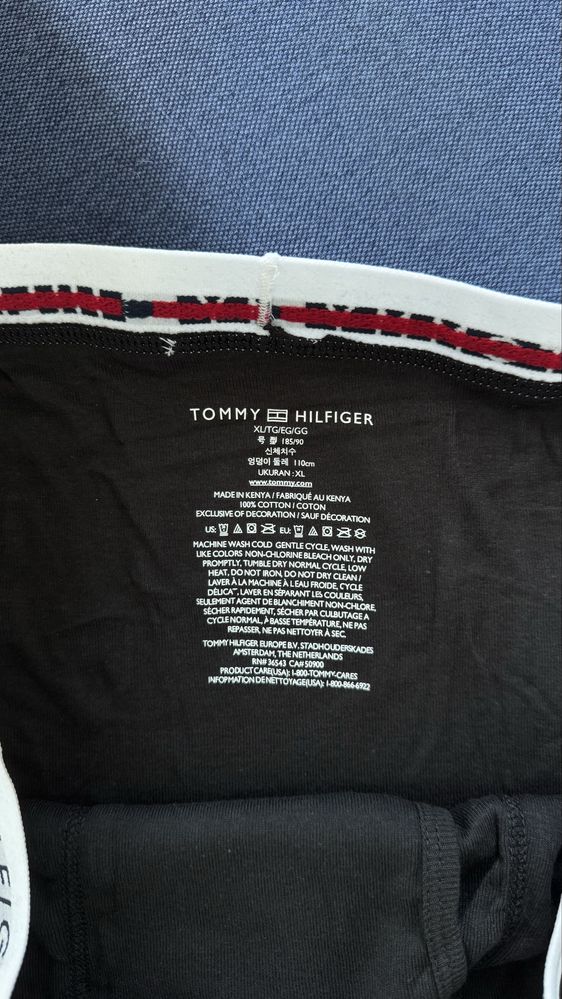 TOMMY HILFIGER
XL/TG/EG/GG
号 型 185/90
신체치수
엉덩이 둘레 110cm
UKURAN : XL
www.tommy.com
MADE IN KENYA / FABRIQUÉ AU KENYA
100% COTTON / COTON
EXCLUSIVE OF DECORATION / SAUF DÉCORATION
US: EU:
MACHINE WASH COLD GENTLE CYCLE, WASH WITH
LIKE COLORS NON-CHLORINE BLEACH ONLY, DRY
PROMPTLY, TUMBLE DRY NORMAL CYCLE, LOW
HEAT, DO NOT IRON, DO NOT DRY CLEAN /
LAVER À LA MACHINE À L'EAU FROIDE, CYCLE
DÉLICAT, LAVER EN SÉPARANT LES COULEURS,
SEULEMENT AGENT DE BLANCHIMENT NON-CHLORE,
SÉCHER RAPIDEMENT, SÉCHER PAR CULBUTAGE A
CYCLE NORMAL, À BASSE TEMPÉRATURE, NE PAS
REPASSER, NE PAS NETTOYER À SEC.
TOMMY HILFIGER EUROPE B.V, STADHOUDERSKADES
AMSTERDAM, THE NETHERLANDS
RN# 36543 CA# 50900
PRODUCT CARE(USA): 1-800-TOMMY-CARES
INFOPMATION DE NETTOYAGE(USA): 1-800-866-6922